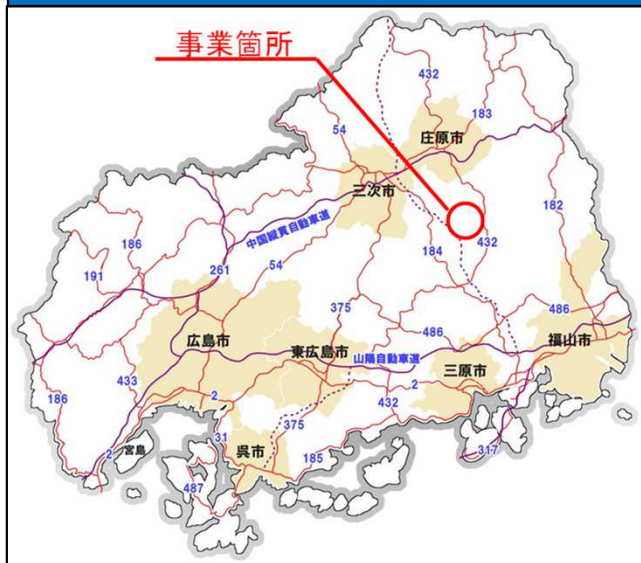 事業箇所
432
183
54
庄原市
三次市
182
中国縦貫自動車道
186
432
184
191
261
54
375
486
486
広島市
東広島市
山陽自動車道
福山市
三原市
186
433
2
2
432
375
31
185
2
宮島
呉市
317
487